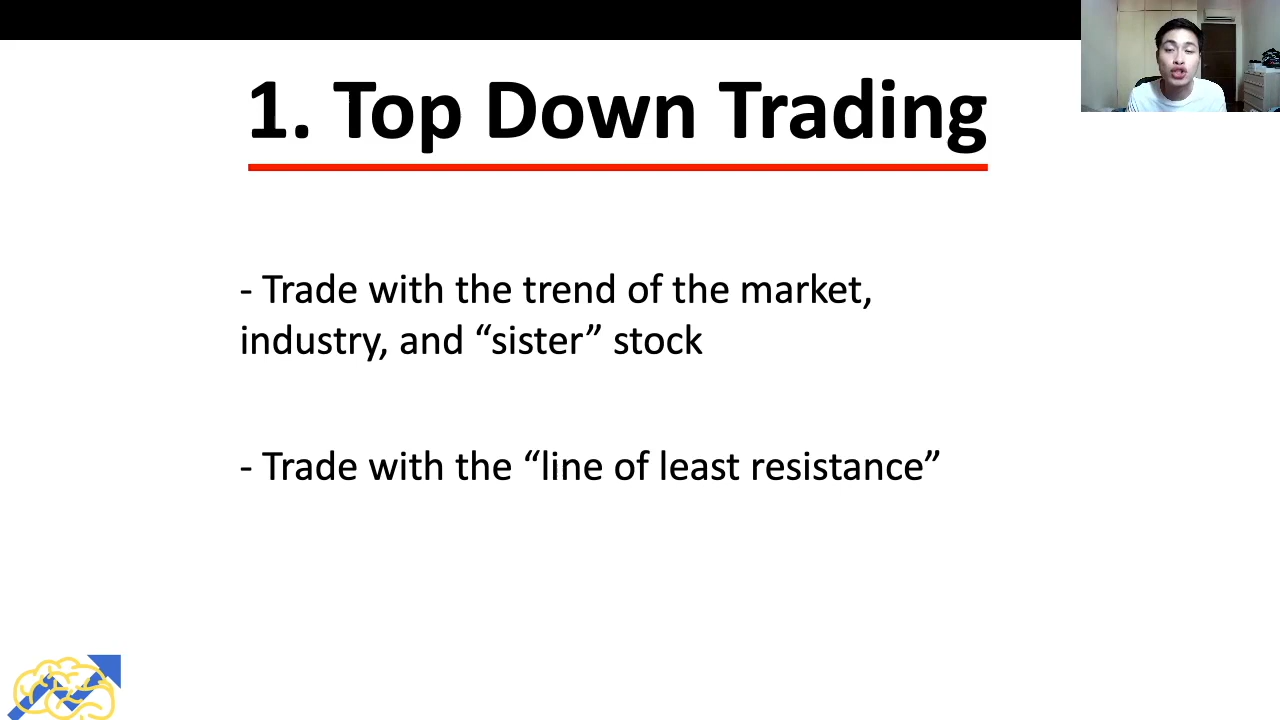 1. Top Down Trading
- Trade with the trend of the market,
industry, and “sister” stock
- Trade with the “line of least resistance”